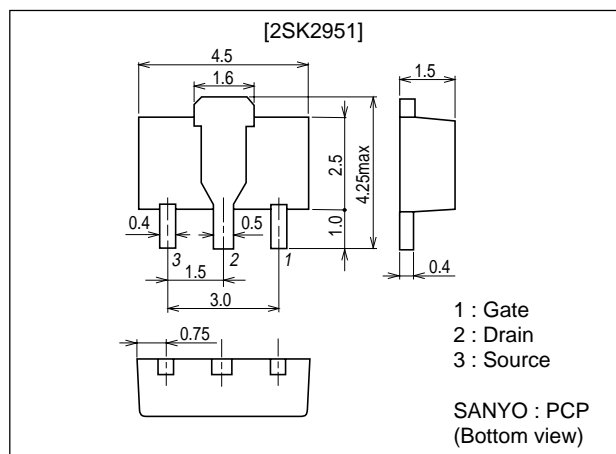 [2SK2951]
4.5
1.6
1.5
2.5
4.25max
1.0
0.4
0.5
3
2
1
1.5
3.0
0.4
0.75
1 : Gate
2 : Drain
3 : Source
SANYO : PCP
(Bottom view)